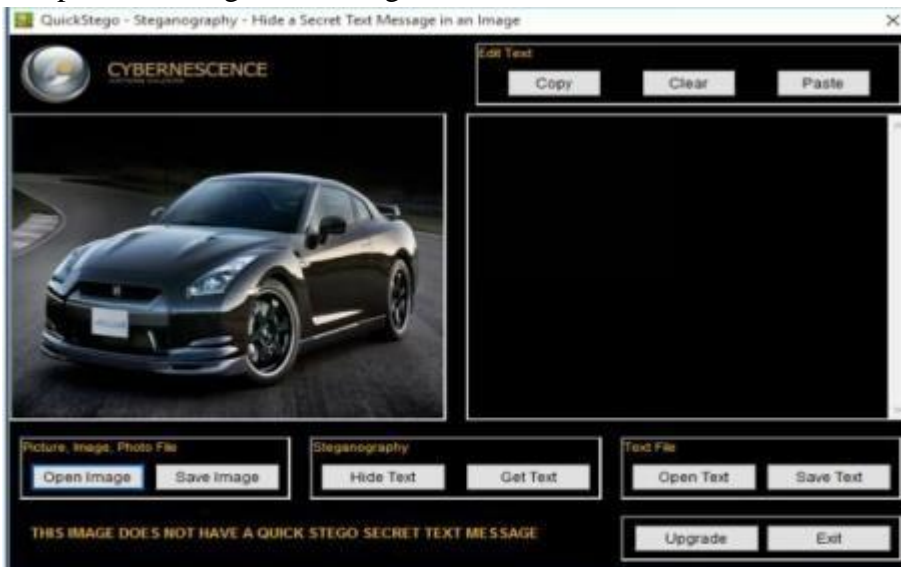 QuickStego - Steganography - Hide a Secret Text Message in an Image
CYBERNESCENCE
Edit Text
Copy Clear Paste
Picture, Image, Photo File
Open Image Save Image
Steganography
Hide Text Get Text
Text File
Open Text Save Text
THIS IMAGE DOES NOT HAVE A QUICK STEGO SECRET TEXT MESSAGE
Upgrade Exit